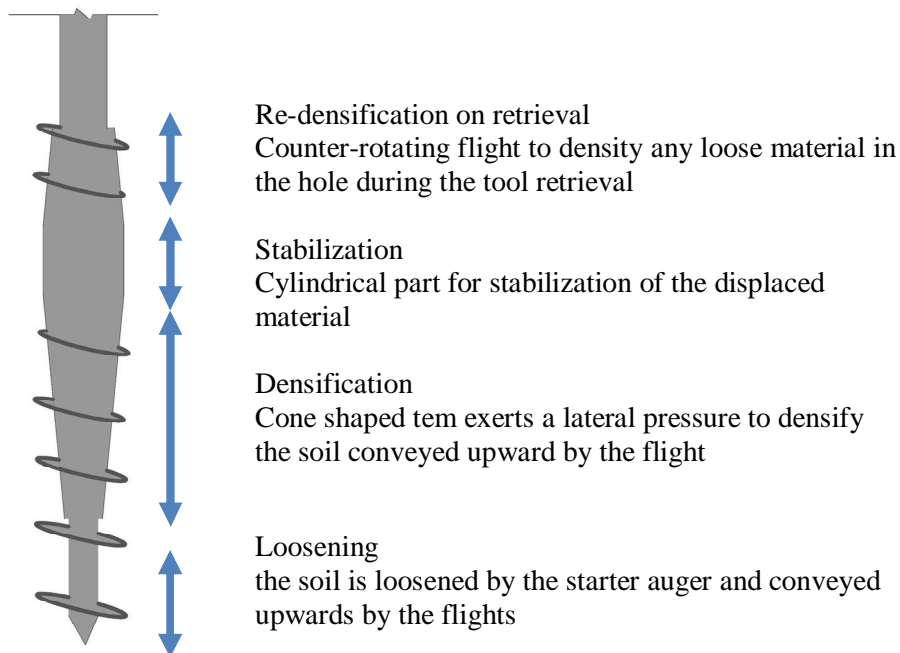 Re-densification on retrieval
Counter-rotating flight to density any loose material in
the hole during the tool retrieval
Stabilization
Cylindrical part for stabilization of the displaced
material
Densification
Cone shaped tem exerts a lateral pressure to densify
the soil conveyed upward by the flight
Loosening
the soil is loosened by the starter auger and conveyed
upwards by the flights